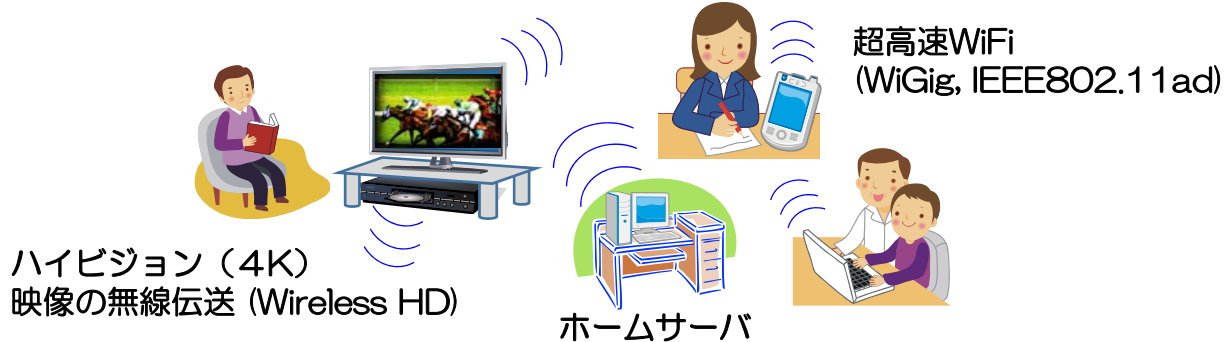 超高速WiFi
(WiGig, IEEE802.11ad)
ハイビジョン（４K）
映像の無線伝送 (Wireless HD)
ホームサーバ